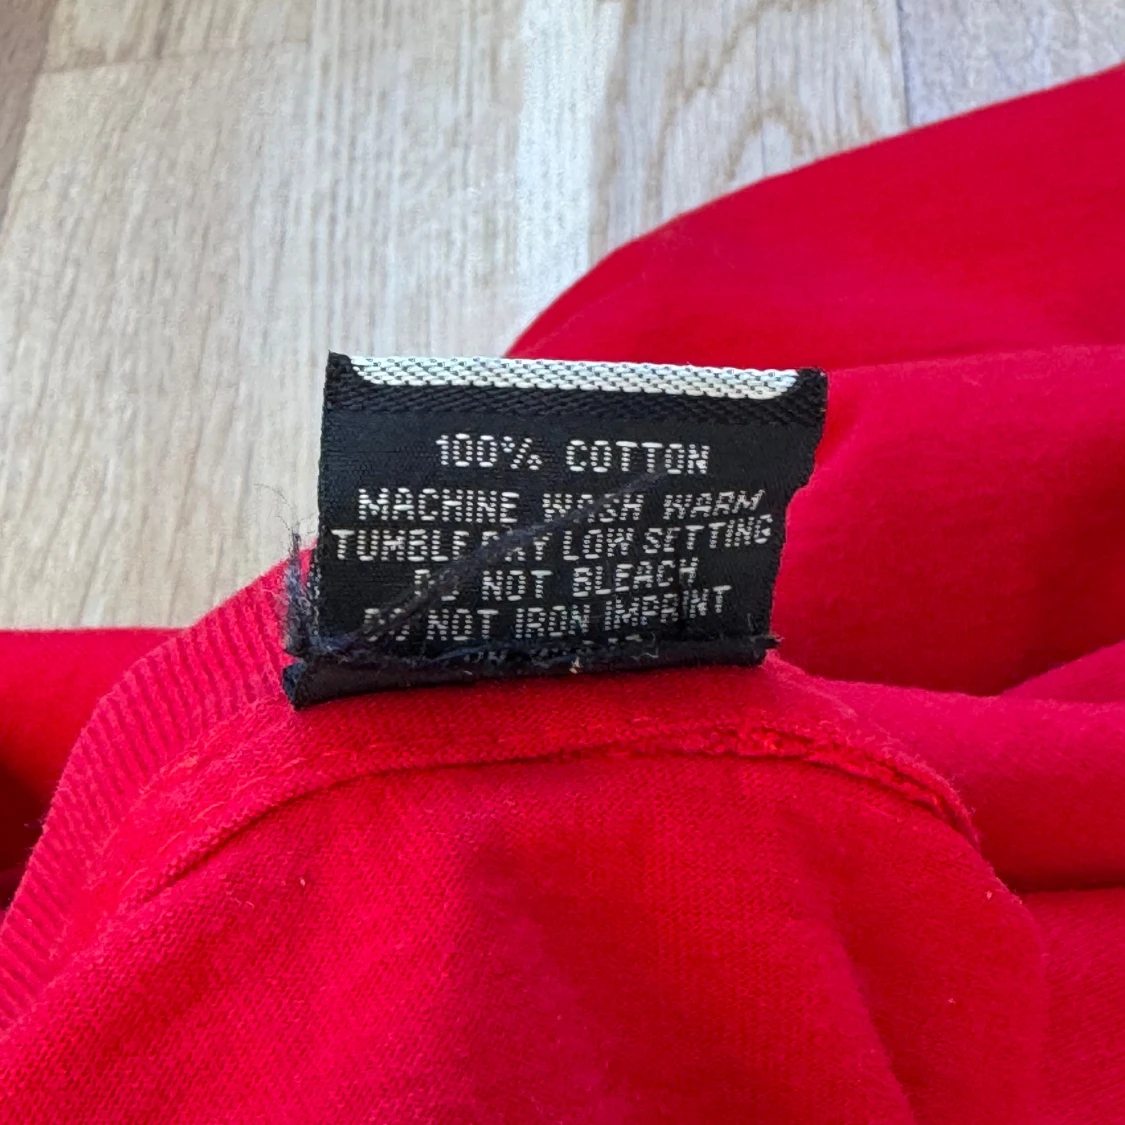 100% COTTON
MACHINE WASH WARM
TUMBLE DRY LOW SETTING
DO NOT BLEACH
DO NOT IRON IMPRINT